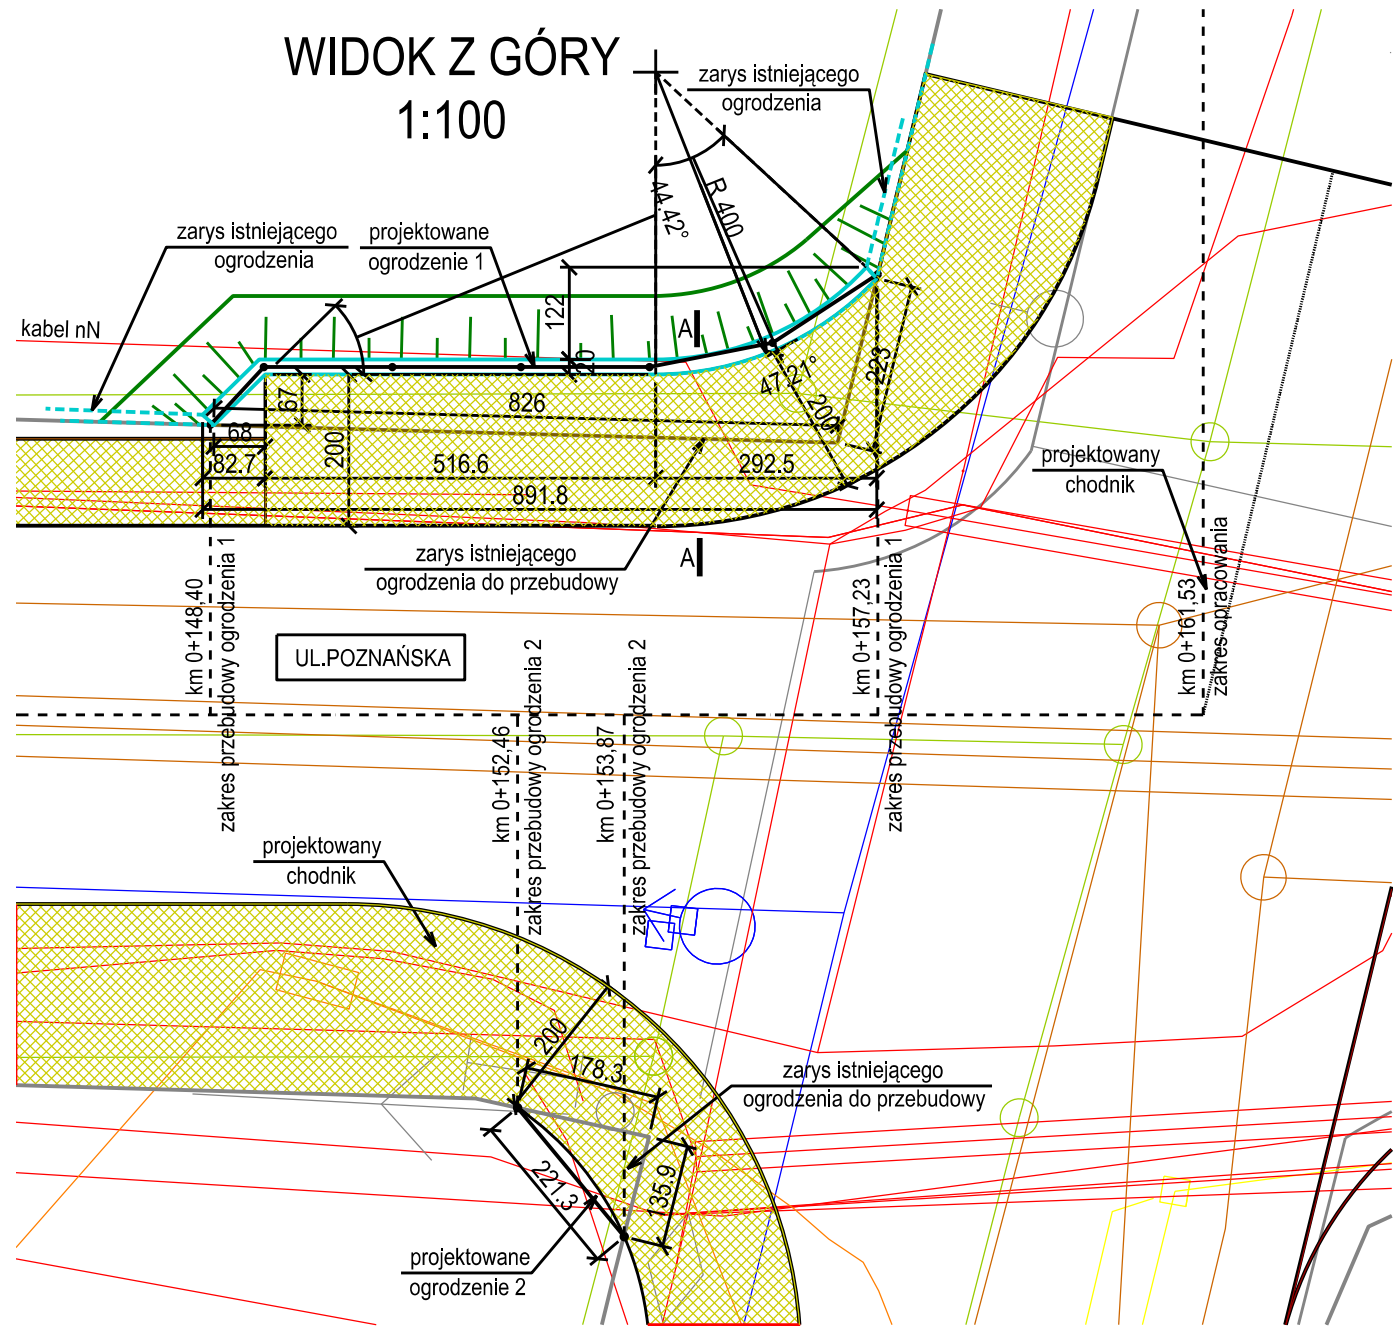 WIDOK Z GÓRY
1:100
zarys istniejącego
ogrodzenia
zarys istniejącego
ogrodzenia
projektowane
ogrodzenie 1
kabel nN
44.42°
R 400
122
20
A
47.21°
223
67
826
200
68
200
82.7
516.6
292.5
891.8
projektowany
chodnik
zarys istniejącego
ogrodzenia do przebudowy
A
km 0+148,40
zakres przebudowy ogrodzenia 1
UL.POZNAŃSKA
km 0+157,23
zakres przebudowy ogrodzenia 1
km 0+161,53
zakres opracowania
km 0+152,46
zakres przebudowy ogrodzenia 2
km 0+153,87
zakres przebudowy ogrodzenia 2
projektowany
chodnik
200
178.3
zarys istniejącego
ogrodzenia do przebudowy
221.3
135.9
projektowane
ogrodzenie 2